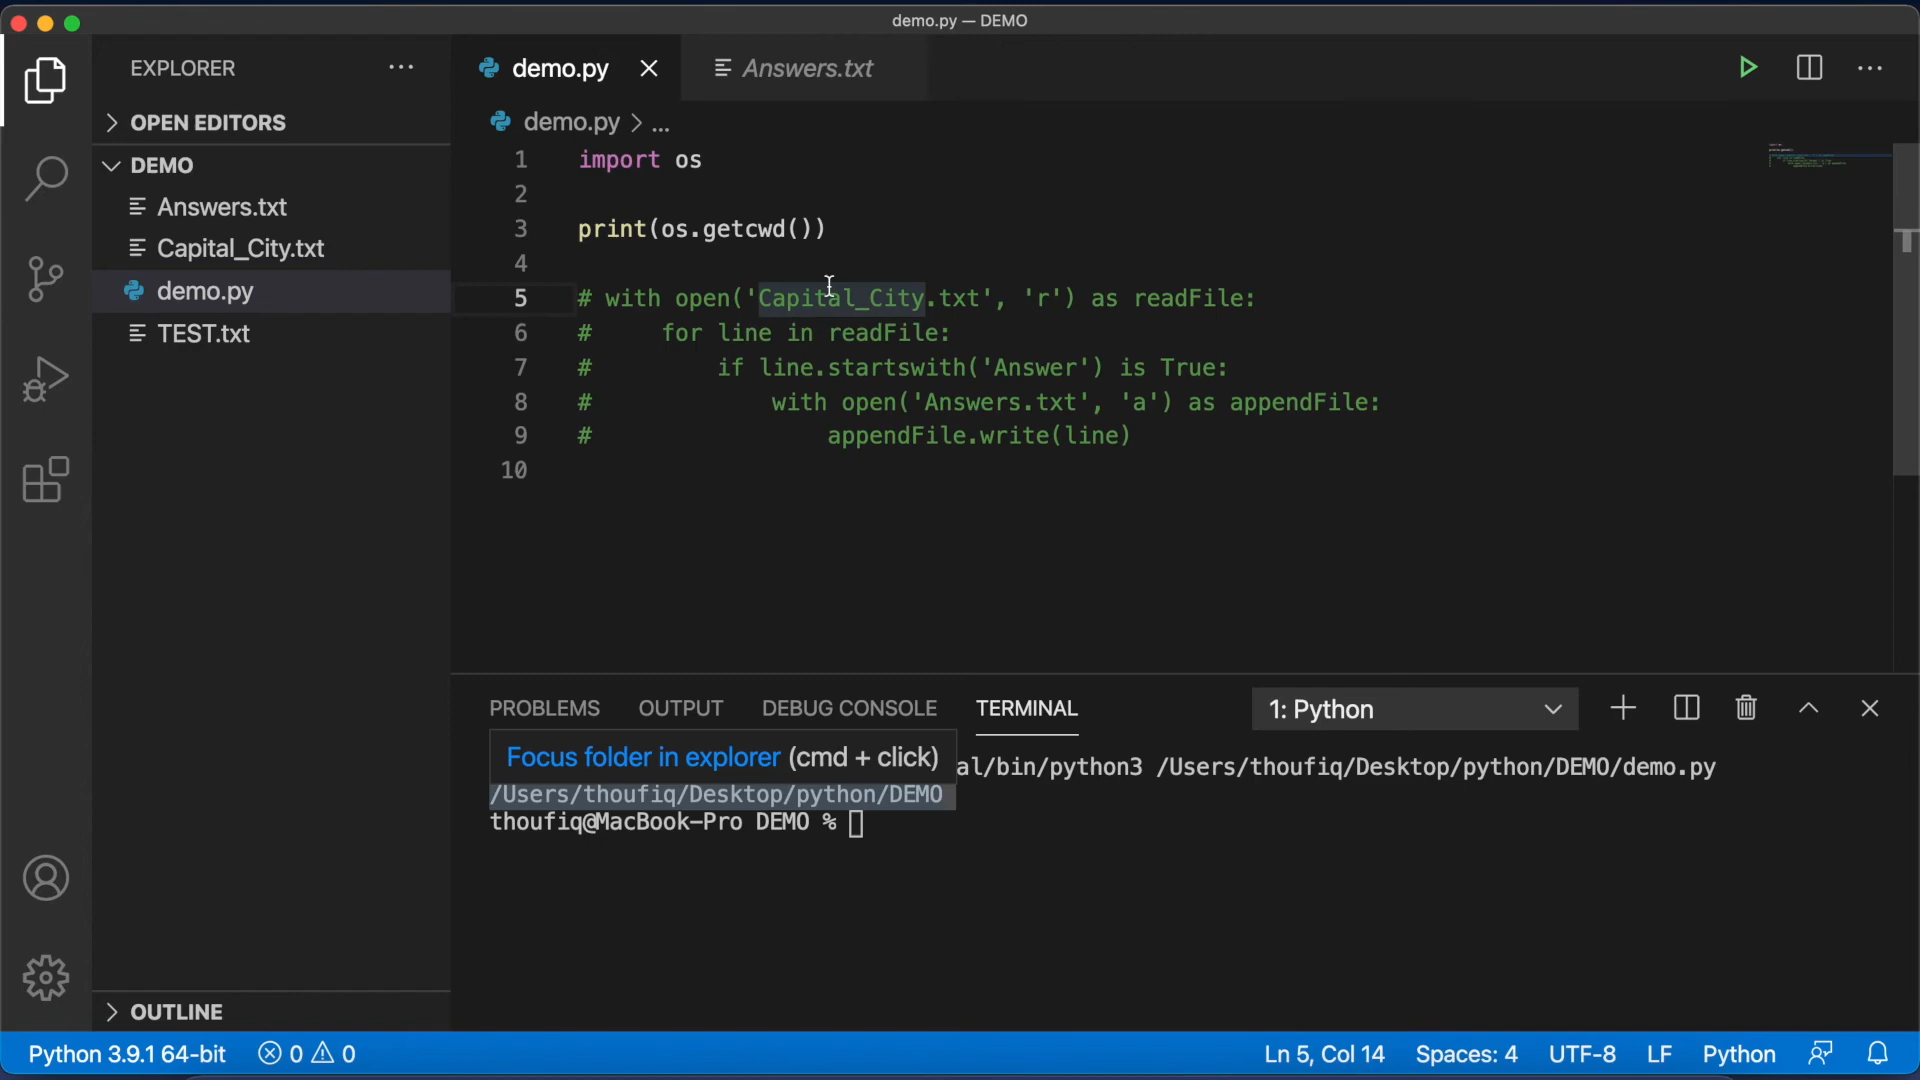 demo.py — DEMO
EXPLORER
OPEN EDITORS
DEMO
Answers.txt
Capital_City.txt
demo.py
TEST.txt
OUTLINE
demo.py
Answers.txt
demo.py > ...
1 import os
2
3 print(os.getcwd())
4
5 # with open('Capital_City.txt', 'r') as readFile:
6 #     for line in readFile:
7 #         if line.startswith('Answer') is True:
8 #             with open('Answers.txt', 'a') as appendFile:
9 #                 appendFile.write(line)
10
PROBLEMS OUTPUT DEBUG CONSOLE TERMINAL 1: Python
Focus folder in explorer (cmd + click)
al/bin/python3 /Users/thoufiq/Desktop/python/DEMO/demo.py
/Users/thoufiq/Desktop/python/DEMO
thoufiq@MacBook-Pro DEMO %
Python 3.9.1 64-bit 0 0 Ln 5, Col 14 Spaces: 4 UTF-8 LF Python